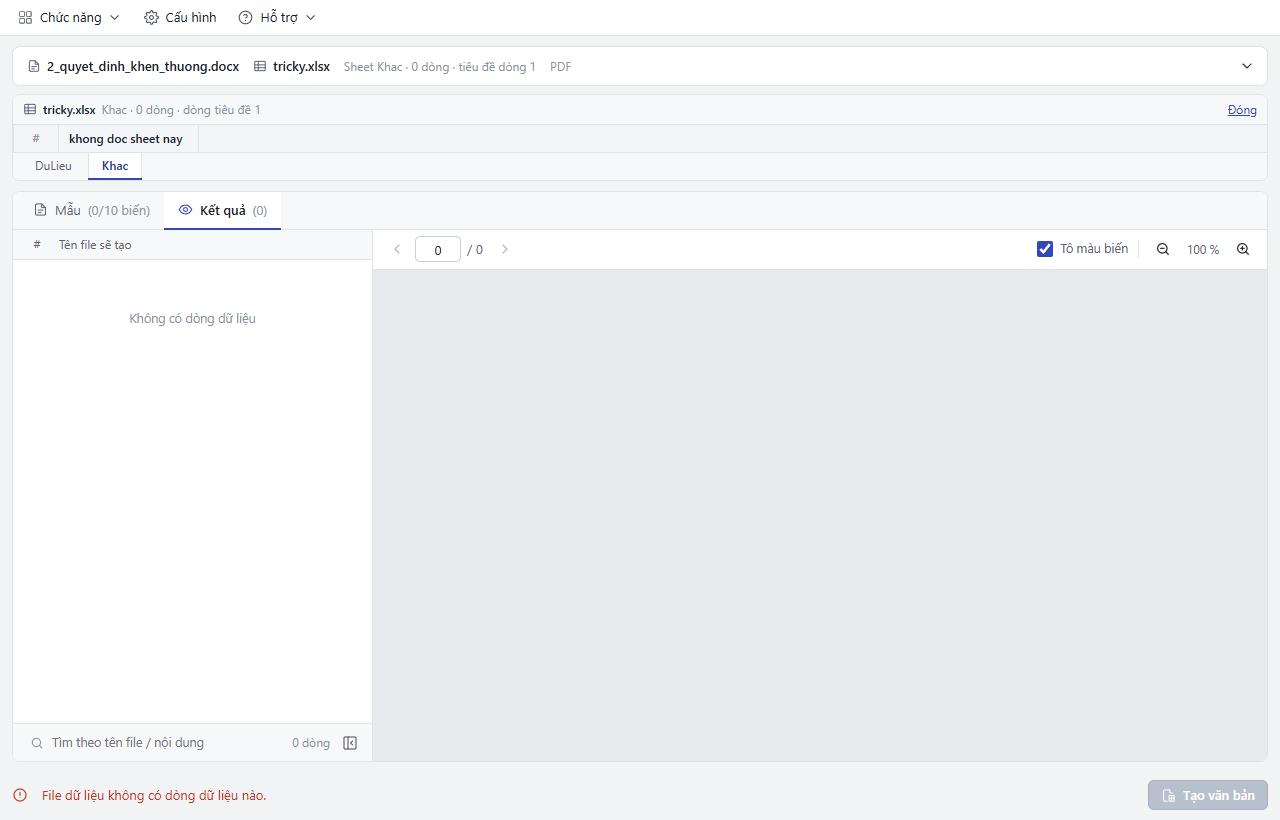 Chức năng Cấu hình Hỗ trợ
2_quyet_dinh_khen_thuong.docx tricky.xlsx Sheet Khac · 0 dòng · tiêu đề dòng 1 PDF
tricky.xlsx Khac · 0 dòng · dòng tiêu đề 1 Đóng
# khong doc sheet nay
DuLieu Khac
Mẫu (0/10 biến) Kết quả (0)
# Tên file sẽ tạo
0 / 0 Tô màu biến 100 %
Không có dòng dữ liệu
Tìm theo tên file / nội dung 0 dòng
File dữ liệu không có dòng dữ liệu nào. Tạo văn bản